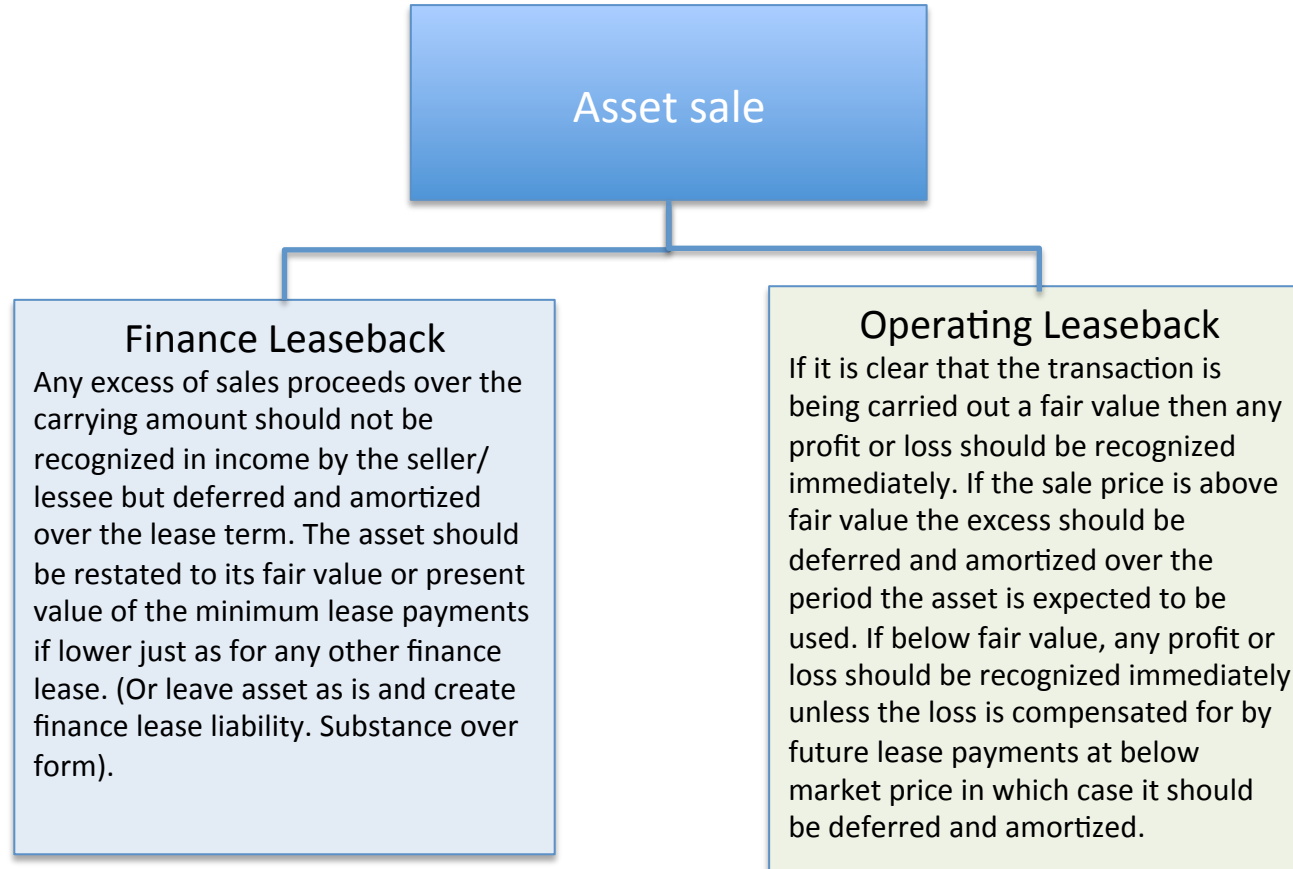 Asset sale
Finance Leaseback
Any excess of sales proceeds over the
carrying amount should not be
recognized in income by the seller/
lessee but deferred and amortized
over the lease term. The asset should
be restated to its fair value or present
value of the minimum lease payments
if lower just as for any other finance
lease. (Or leave asset as is and create
finance lease liability. Substance over
form).
Operating Leaseback
If it is clear that the transaction is
being carried out a fair value then any
profit or loss should be recognized
immediately. If the sale price is above
fair value the excess should be
deferred and amortized over the
period the asset is expected to be
used. If below fair value, any profit or
loss should be recognized immediately
unless the loss is compensated for by
future lease payments at below
market price in which case it should
be deferred and amortized.